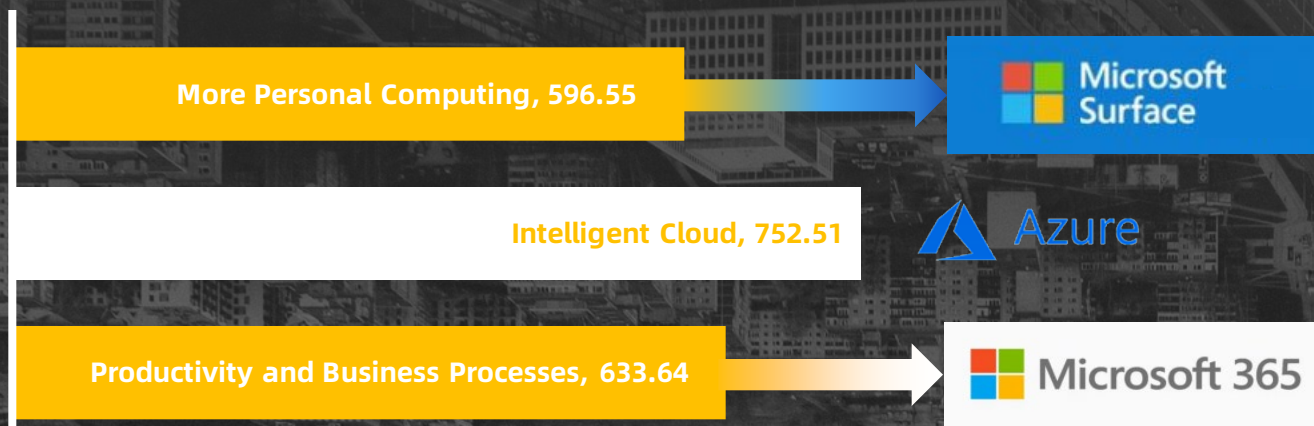 More Personal Computing, 596.55
Microsoft
Surface
Intelligent Cloud, 752.51
Azure
Productivity and Business Processes, 633.64
Microsoft 365